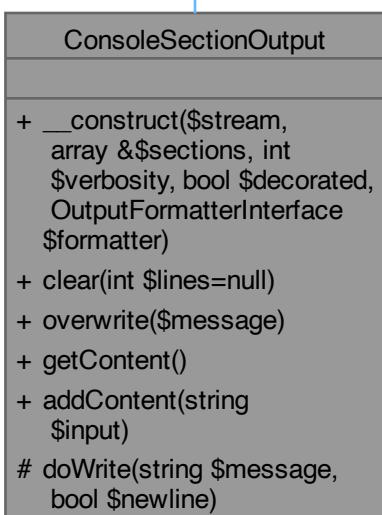 ConsoleSectionOutput
+ __construct($stream,
array &$sections, int
$verbosity, bool $decorated,
OutputFormatterInterface
$formatter)
+ clear(int $lines=null)
+ overwrite($message)
+ getContent()
+ addContent(string
$input)
# doWrite(string $message,
bool $newline)